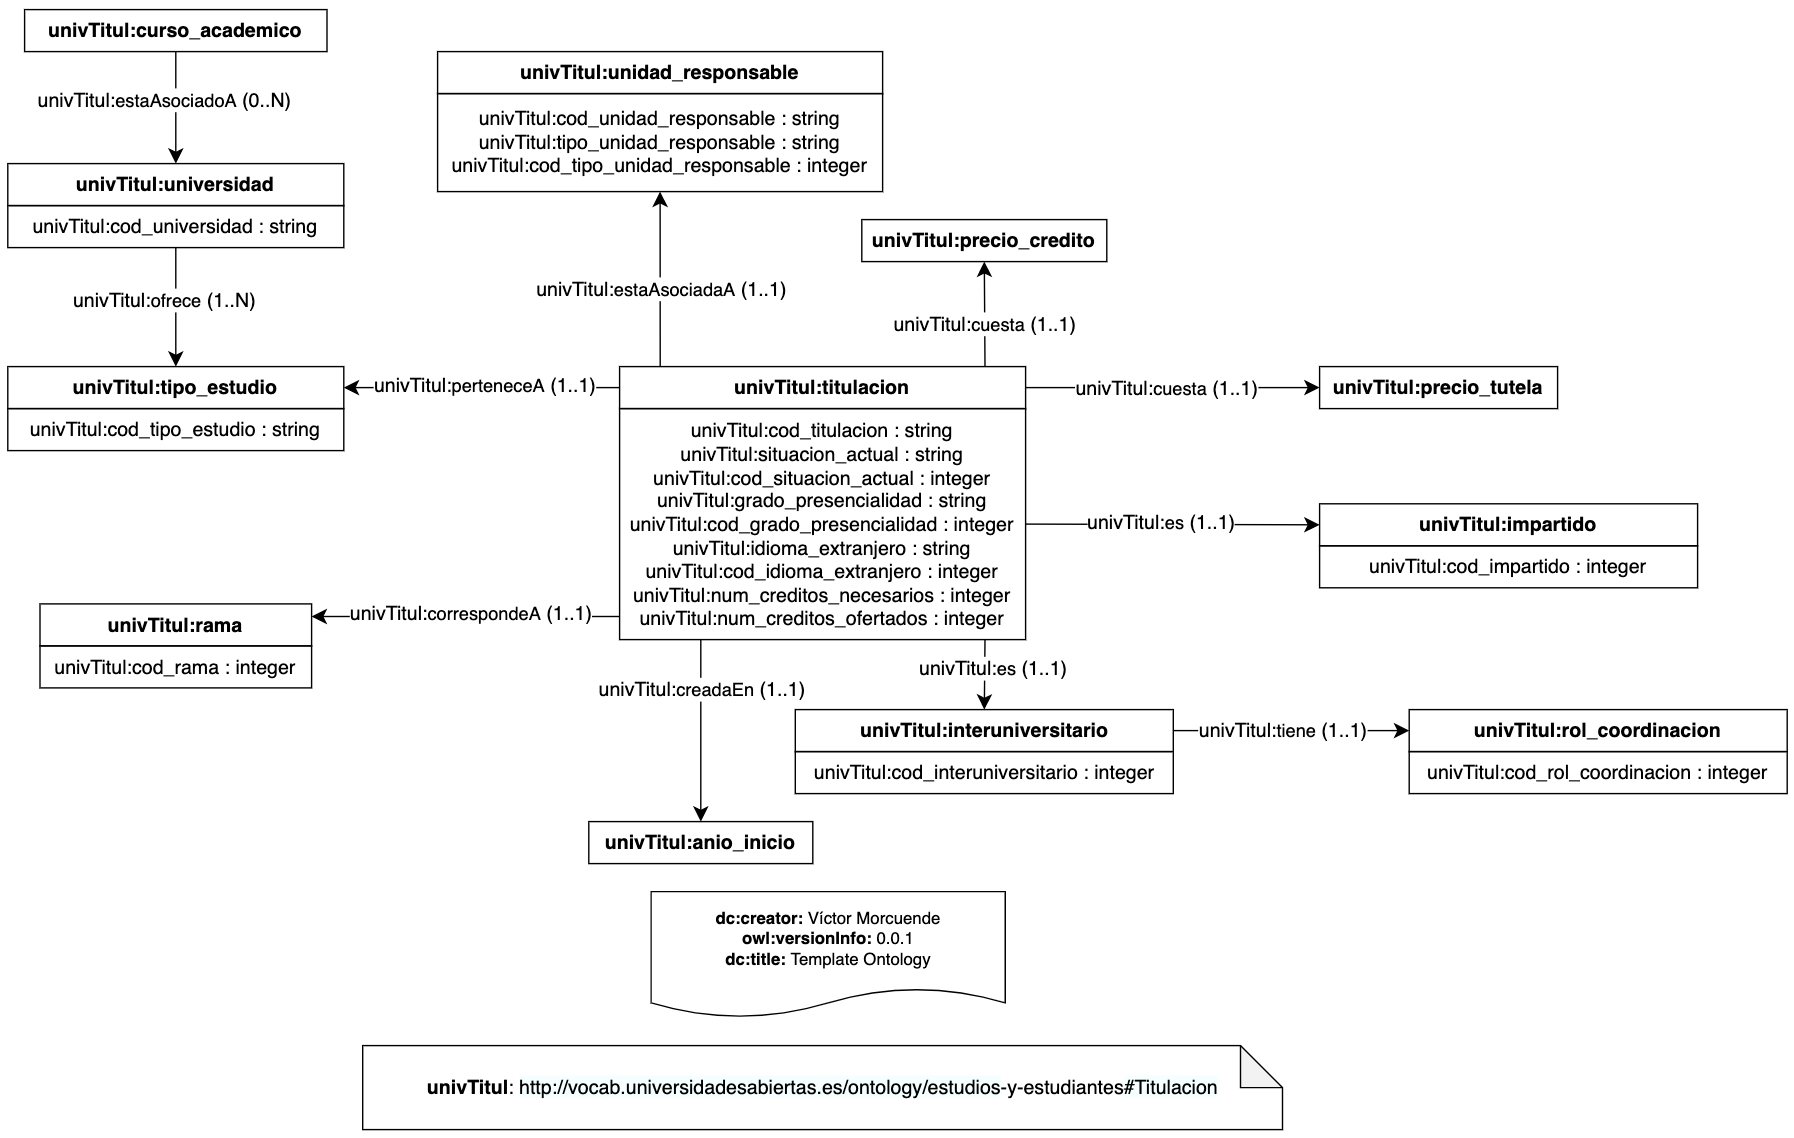 univTitul:curso_academico
univTitul:estaAsociadoA (0..N)
univTitul:universidad
univTitul:cod_universidad : string
univTitul:ofrece (1..N)
univTitul:tipo_estudio
univTitul:cod_tipo_estudio : string
univTitul:unidad_responsable
univTitul:cod_unidad_responsable : string
univTitul:tipo_unidad_responsable : string
univTitul:cod_tipo_unidad_responsable : integer
univTitul:estaAsociadaA (1..1)
univTitul:precio_credito
univTitul:cuesta (1..1)
univTitul:perteneceA (1..1)
univTitul:titulacion
univTitul:cod_titulacion : string
univTitul:situacion_actual : string
univTitul:cod_situacion_actual : integer
univTitul:grado_presencialidad : string
univTitul:cod_grado_presencialidad : integer
univTitul:idioma_extranjero : string
univTitul:cod_idioma_extranjero : integer
univTitul:num_creditos_necesarios : integer
univTitul:num_creditos_ofertados : integer
univTitul:cuesta (1..1)
univTitul:precio_tutela
univTitul:es (1..1)
univTitul:impartido
univTitul:cod_impartido : integer
univTitul:correspondeA (1..1)
univTitul:rama
univTitul:cod_rama : integer
univTitul:creadaEn (1..1)
univTitul:anio_inicio
univTitul:es (1..1)
univTitul:interuniversitario
univTitul:cod_interuniversitario : integer
univTitul:tiene (1..1)
univTitul:rol_coordinacion
univTitul:cod_rol_coordinacion : integer
dc:creator: Víctor Morcuende
owl:versionInfo: 0.0.1
dc:title: Template Ontology
univTitul: http://vocab.universidadesabiertas.es/ontology/estudios-y-estudiantes#Titulacion